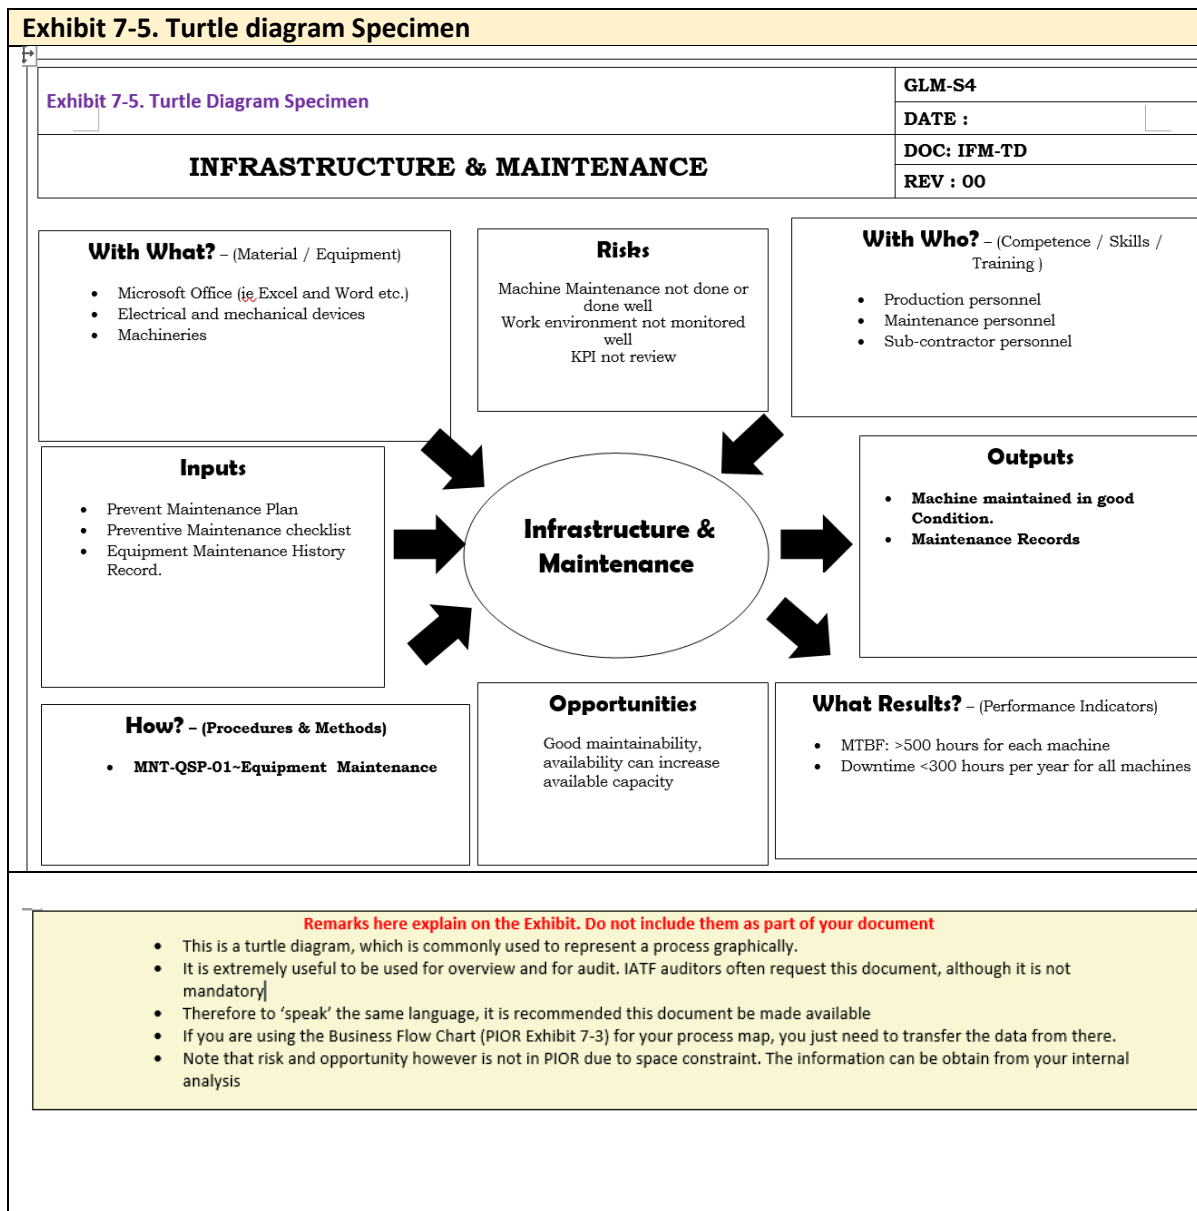 Exhibit 7-5. Turtle diagram Specimen
Exhibit 7-5. Turtle Diagram Specimen
GLM-S4
DATE :
INFRASTRUCTURE & MAINTENANCE
DOC: IFM-TD
REV : 00
With What? – (Material / Equipment)
• Microsoft Office (ie Excel and Word etc.)
• Electrical and mechanical devices
• Machineries
Risks
Machine Maintenance not done or
done well
Work environment not monitored
well
KPI not review
With Who? – (Competence / Skills /
Training )
• Production personnel
• Maintenance personnel
• Sub-contractor personnel
Inputs
• Prevent Maintenance Plan
• Preventive Maintenance checklist
• Equipment Maintenance History
Record.
Infrastructure &
Maintenance
Outputs
• Machine maintained in good
Condition.
• Maintenance Records
How? – (Procedures & Methods)
• MNT-QSP-01~Equipment Maintenance
Opportunities
Good maintainability,
availability can increase
available capacity
What Results? – (Performance Indicators)
• MTBF: >500 hours for each machine
• Downtime <300 hours per year for all machines
Remarks here explain on the Exhibit. Do not include them as part of your document
• This is a turtle diagram, which is commonly used to represent a process graphically.
• It is extremely useful to be used for overview and for audit. IATF auditors often request this document, although it is not
mandatory
• Therefore to ‘speak’ the same language, it is recommended this document be made available
• If you are using the Business Flow Chart (PIOR Exhibit 7-3) for your process map, you just need to transfer the data from there.
• Note that risk and opportunity however is not in PIOR due to space constraint. The information can be obtain from your internal
analysis